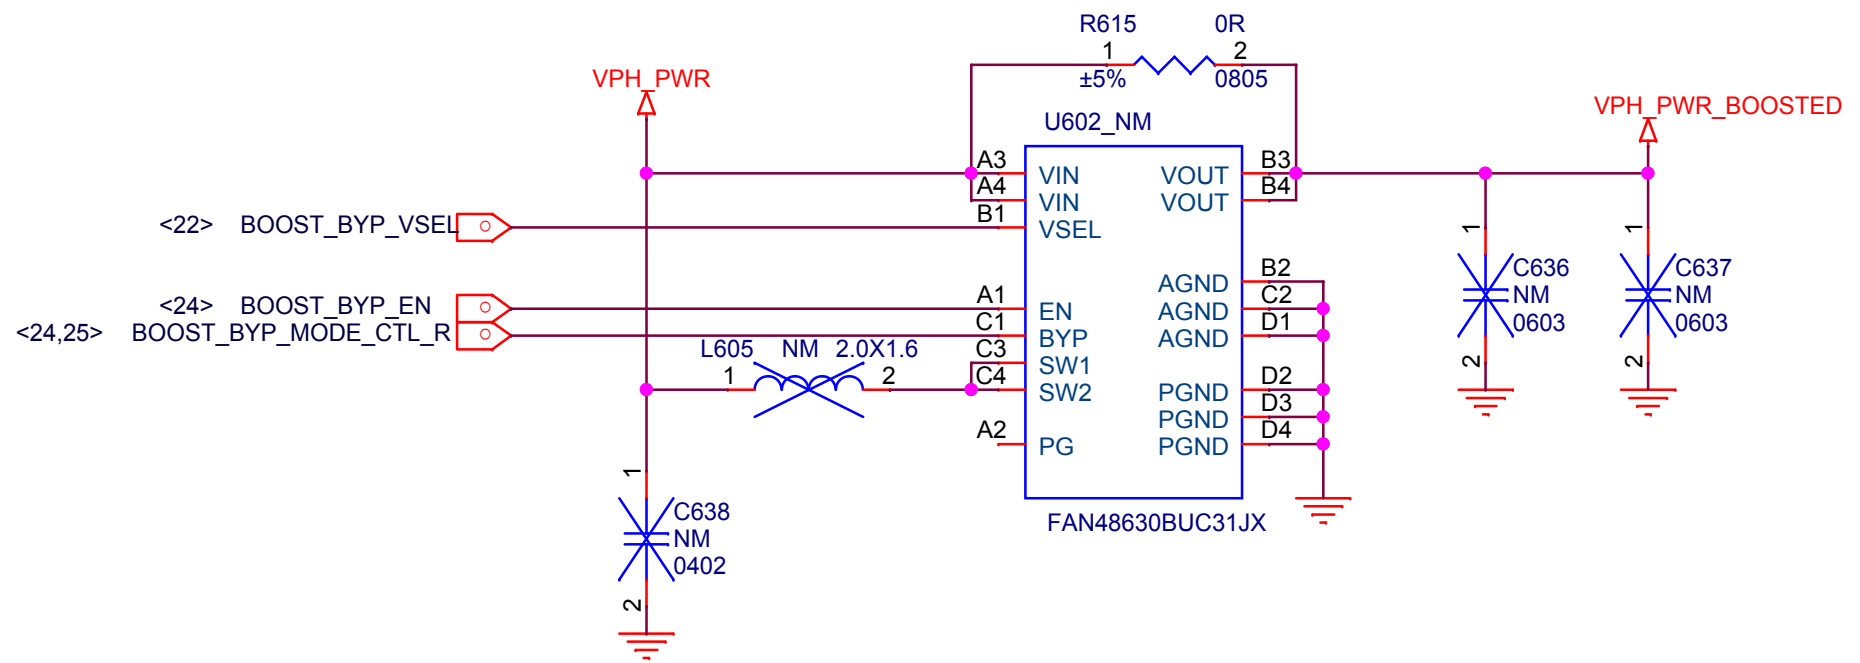 R615 0R
1 2
±5% 0805
VPH_PWR
VPH_PWR_BOOSTED
U602_NM
A3 VIN VOUT B3
A4 VIN VOUT B4
<22> BOOST_BYP_VSEL B1 VSEL
AGND B2
<24> BOOST_BYP_EN A1 EN AGND C2
<24,25> BOOST_BYP_MODE_CTL_R C1 BYP AGND D1
L605 NM 2.0X1.6
1 2
C3 SW1
C4 SW2 PGND D2
PGND D3
A2 PG PGND D4
FAN48630BUC31JX
1
C636
NM
0603
2
1
C637
NM
0603
2
1
C638
NM
0402
2